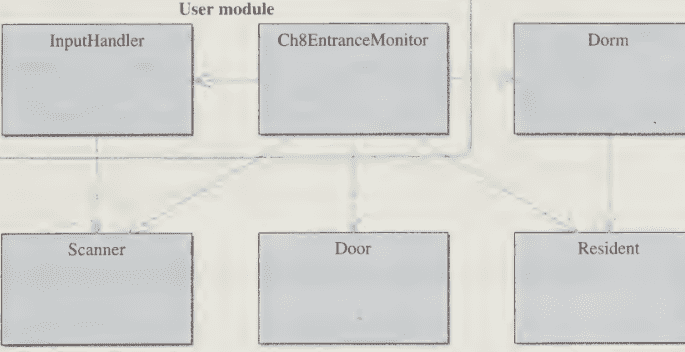 User module
InputHandler
Ch8EntranceMonitor
Dorm
Scanner
Door
Resident